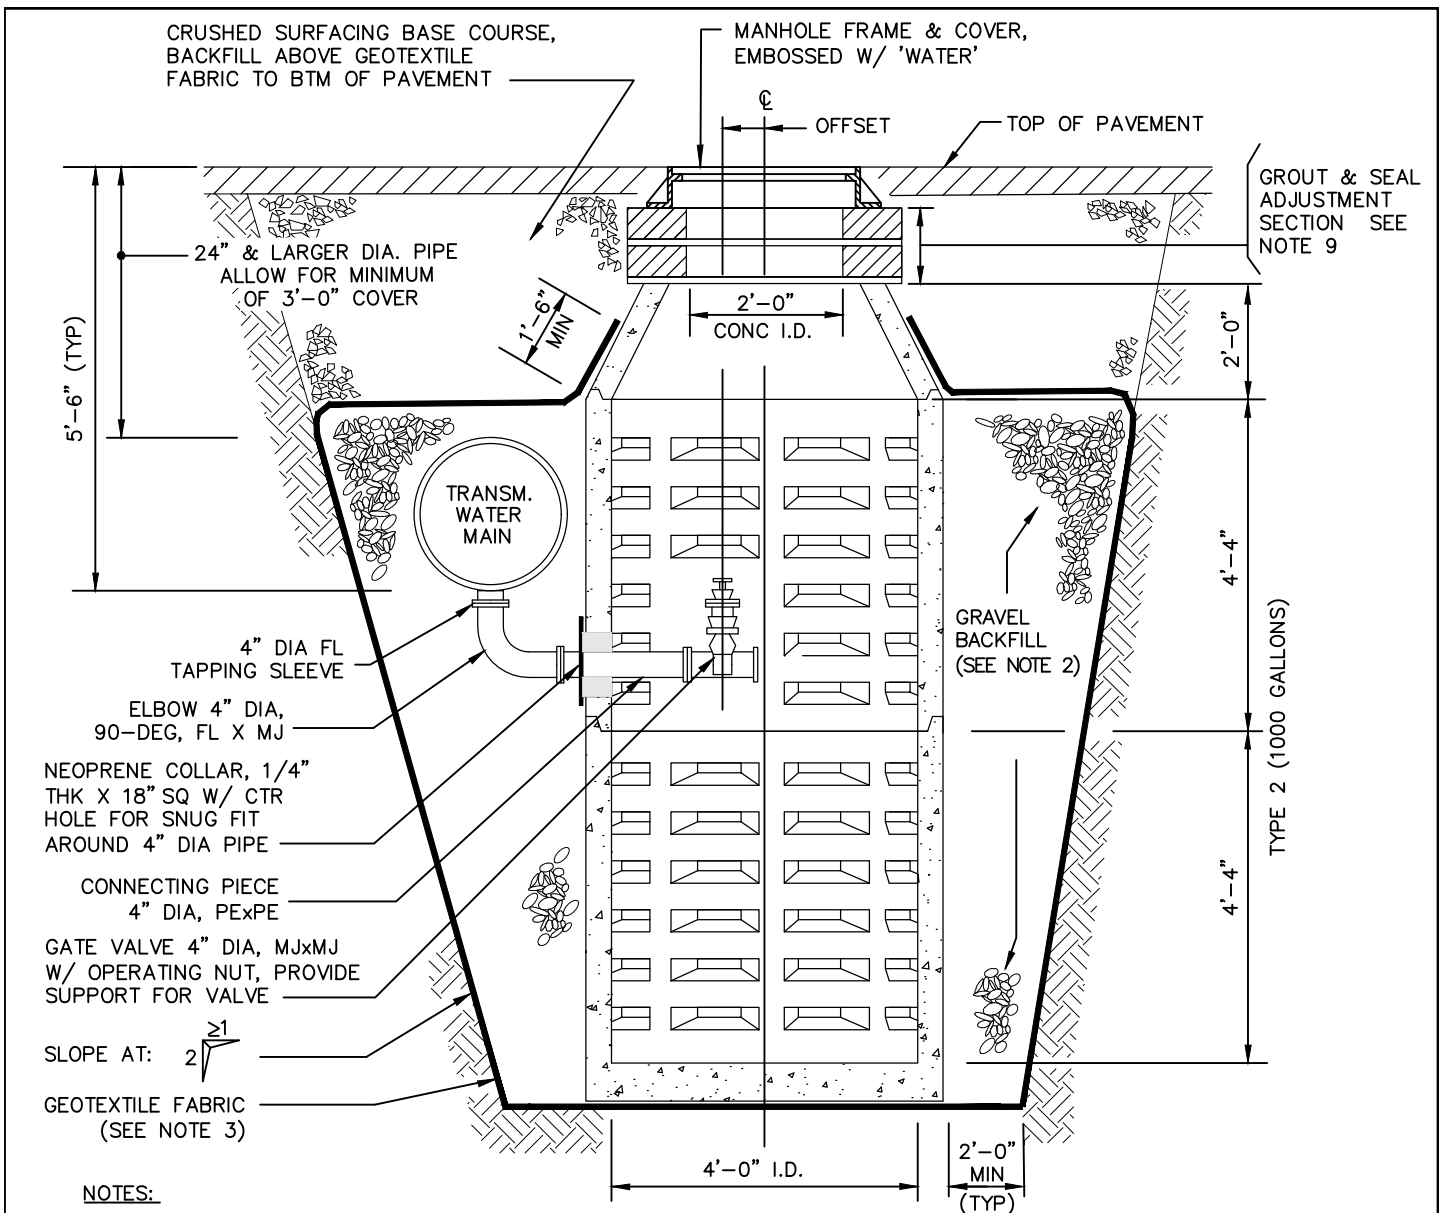 CRUSHED SURFACING BASE COURSE,
BACKFILL ABOVE GEOTEXTILE
FABRIC TO BTM OF PAVEMENT
MANHOLE FRAME & COVER,
EMBOSSED W/ 'WATER'
℄
OFFSET
TOP OF PAVEMENT
GROUT & SEAL
ADJUSTMENT
SECTION SEE
NOTE 9
24" & LARGER DIA. PIPE
ALLOW FOR MINIMUM
OF 3'-0" COVER
5'-6" (TYP)
1'-6"
MIN
2'-0"
CONC I.D.
2'-0"
TRANSM.
WATER
MAIN
4'-4"
GRAVEL
BACKFILL
(SEE NOTE 2)
TYPE 2 (1000 GALLONS)
4'-4"
4" DIA FL
TAPPING SLEEVE
ELBOW 4" DIA,
90-DEG, FL X MJ
NEOPRENE COLLAR, 1/4"
THK X 18" SQ W/ CTR
HOLE FOR SNUG FIT
AROUND 4" DIA PIPE
CONNECTING PIECE
4" DIA, PExPE
GATE VALVE 4" DIA, MJxMJ
W/ OPERATING NUT, PROVIDE
SUPPORT FOR VALVE
SLOPE AT: 2 ≥1
GEOTEXTILE FABRIC
(SEE NOTE 3)
4'-0" I.D.
2'-0"
MIN
(TYP)
NOTES: